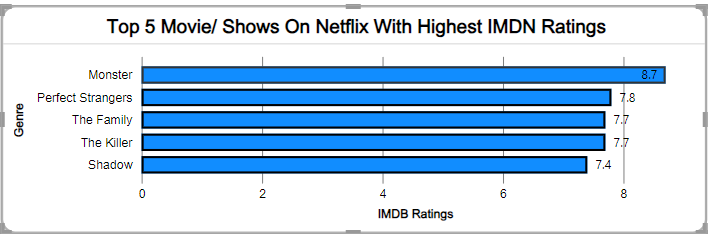 Top 5 Movie/ Shows On Netflix With Highest IMDN Ratings
Monster 8.7
Perfect Strangers 7.8
The Family 7.7
The Killer 7.7
Shadow 7.4
Genre
0 2 4 6 8
IMDB Ratings